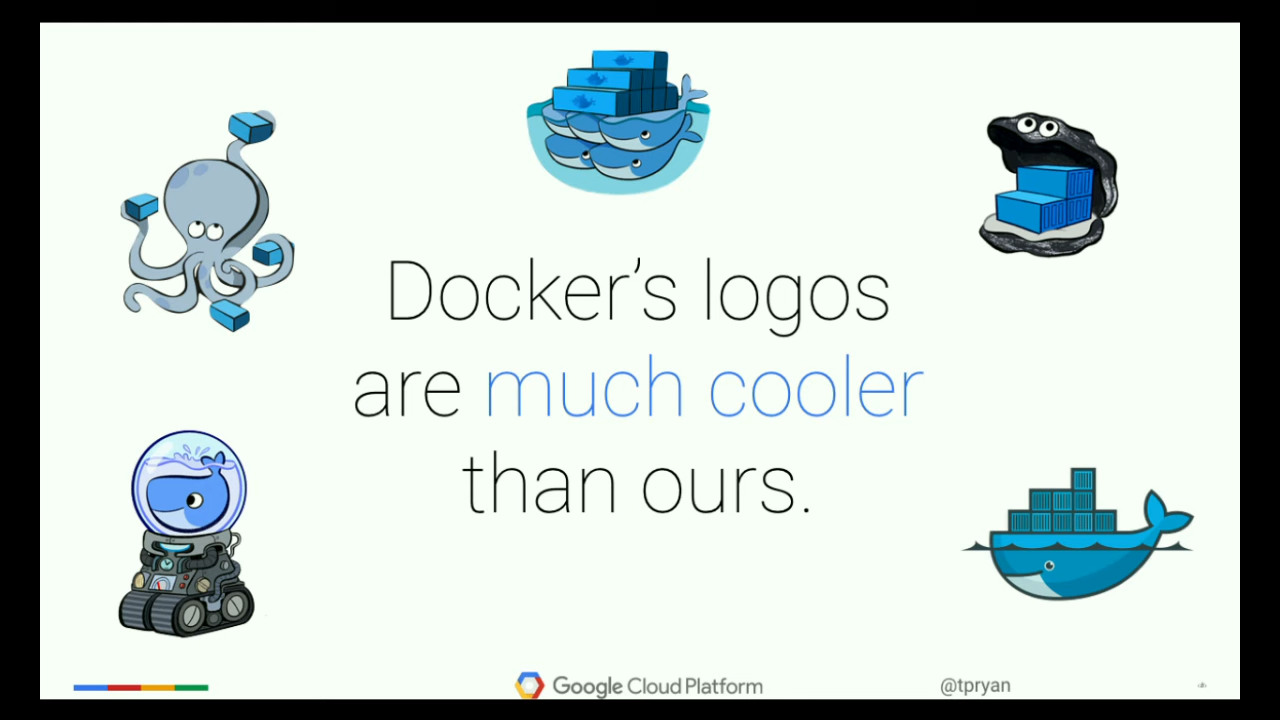 Docker’s logos
are much cooler
than ours.
Google Cloud Platform
@tpryan